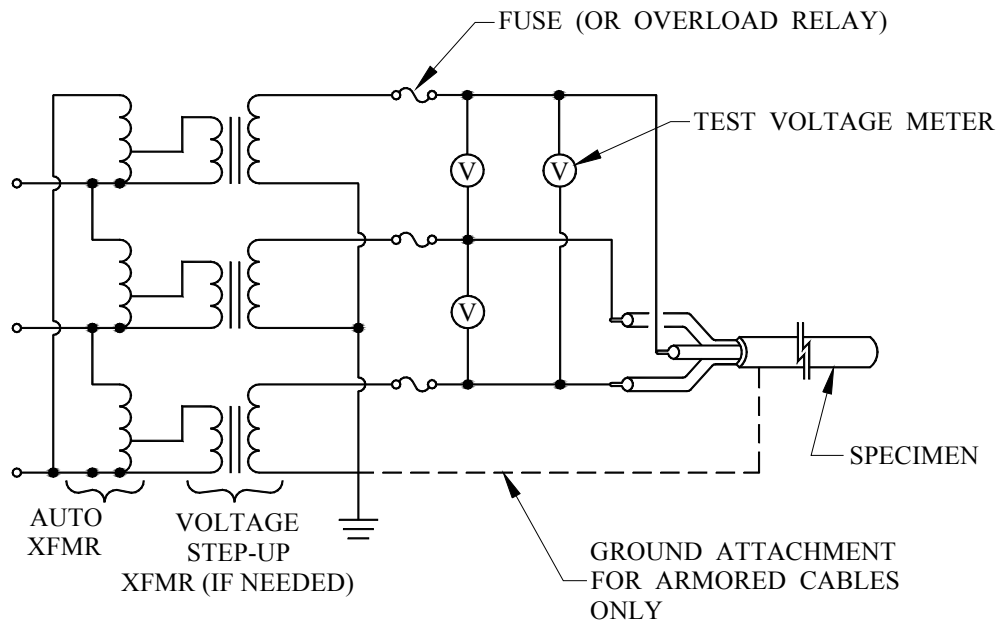 FUSE (OR OVERLOAD RELAY)
TEST VOLTAGE METER
V
V
V
SPECIMEN
AUTO
XFMR
VOLTAGE
STEP-UP
XFMR (IF NEEDED)
GROUND ATTACHMENT
FOR ARMORED CABLES
ONLY